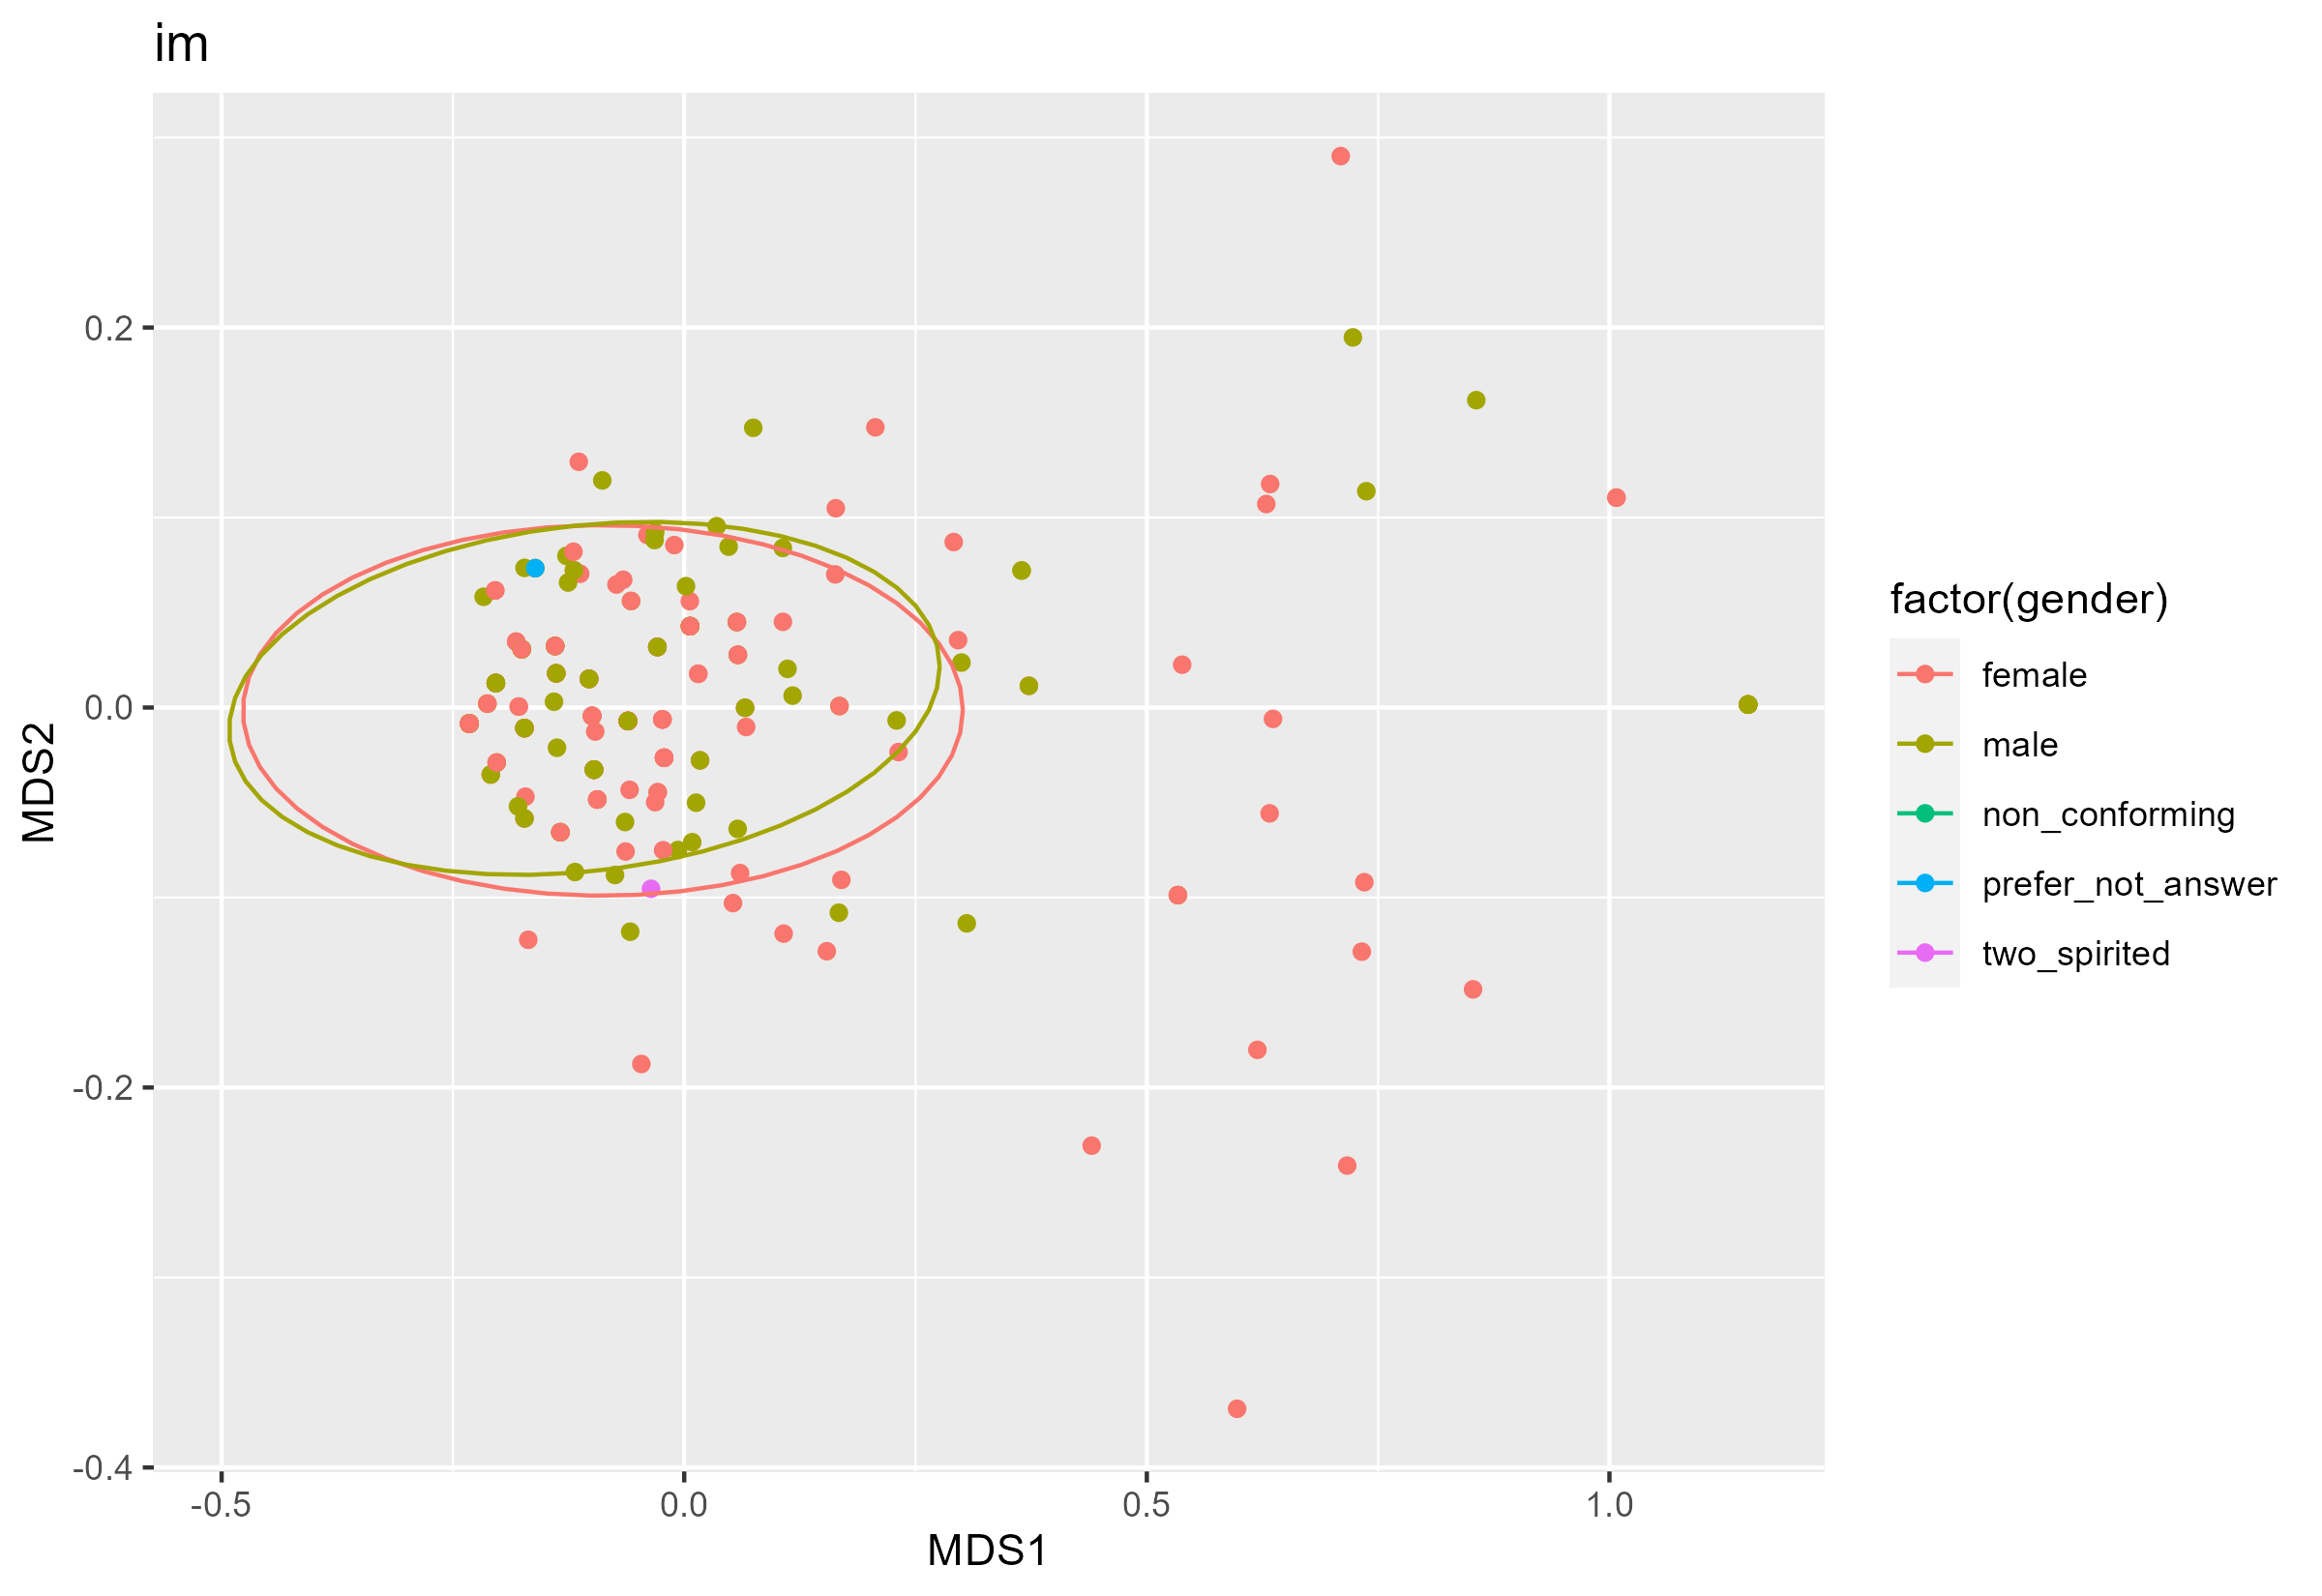 im
MDS2
0.2
0.0
-0.2
-0.4
-0.5
0.0
0.5
1.0
MDS1
factor(gender)
female
male
non_conforming
prefer_not_answer
two_spirited